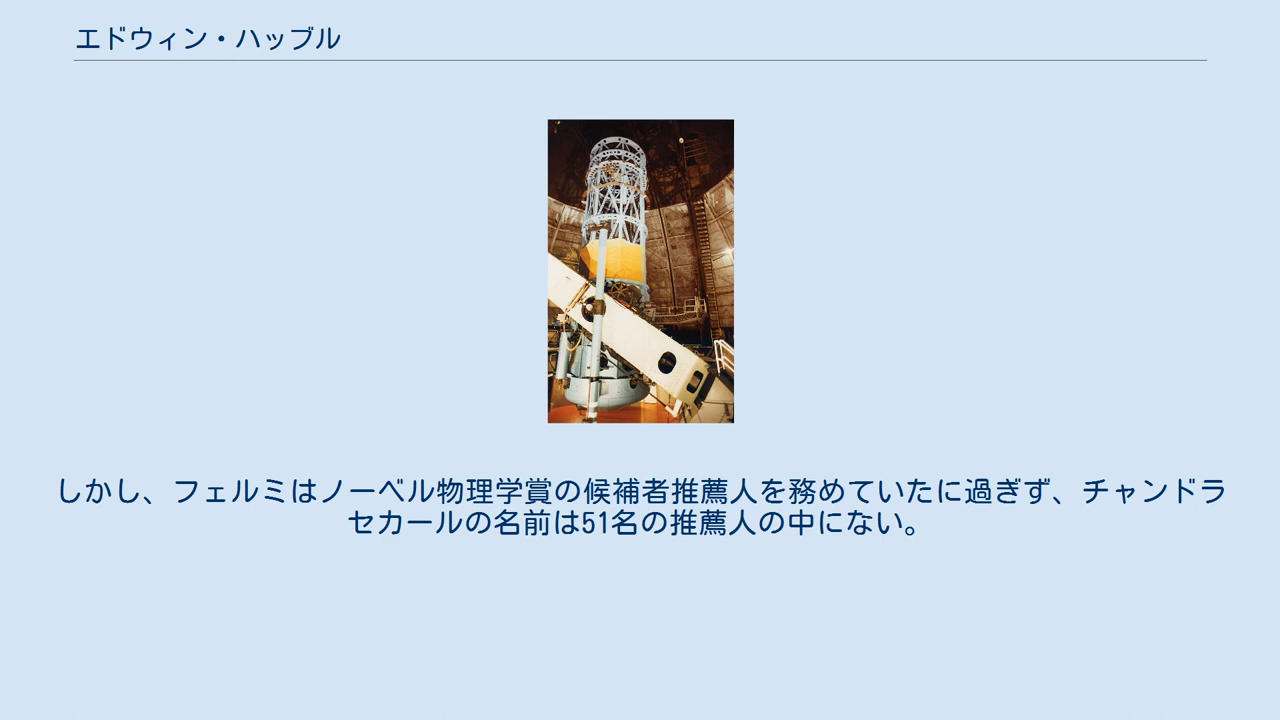 エドウィン・ハッブル
しかし、フェルミはノーベル物理学賞の候補者推薦人を務めていたに過ぎず、チャンドラ
セカールの名前は51名の推薦人の中にない。